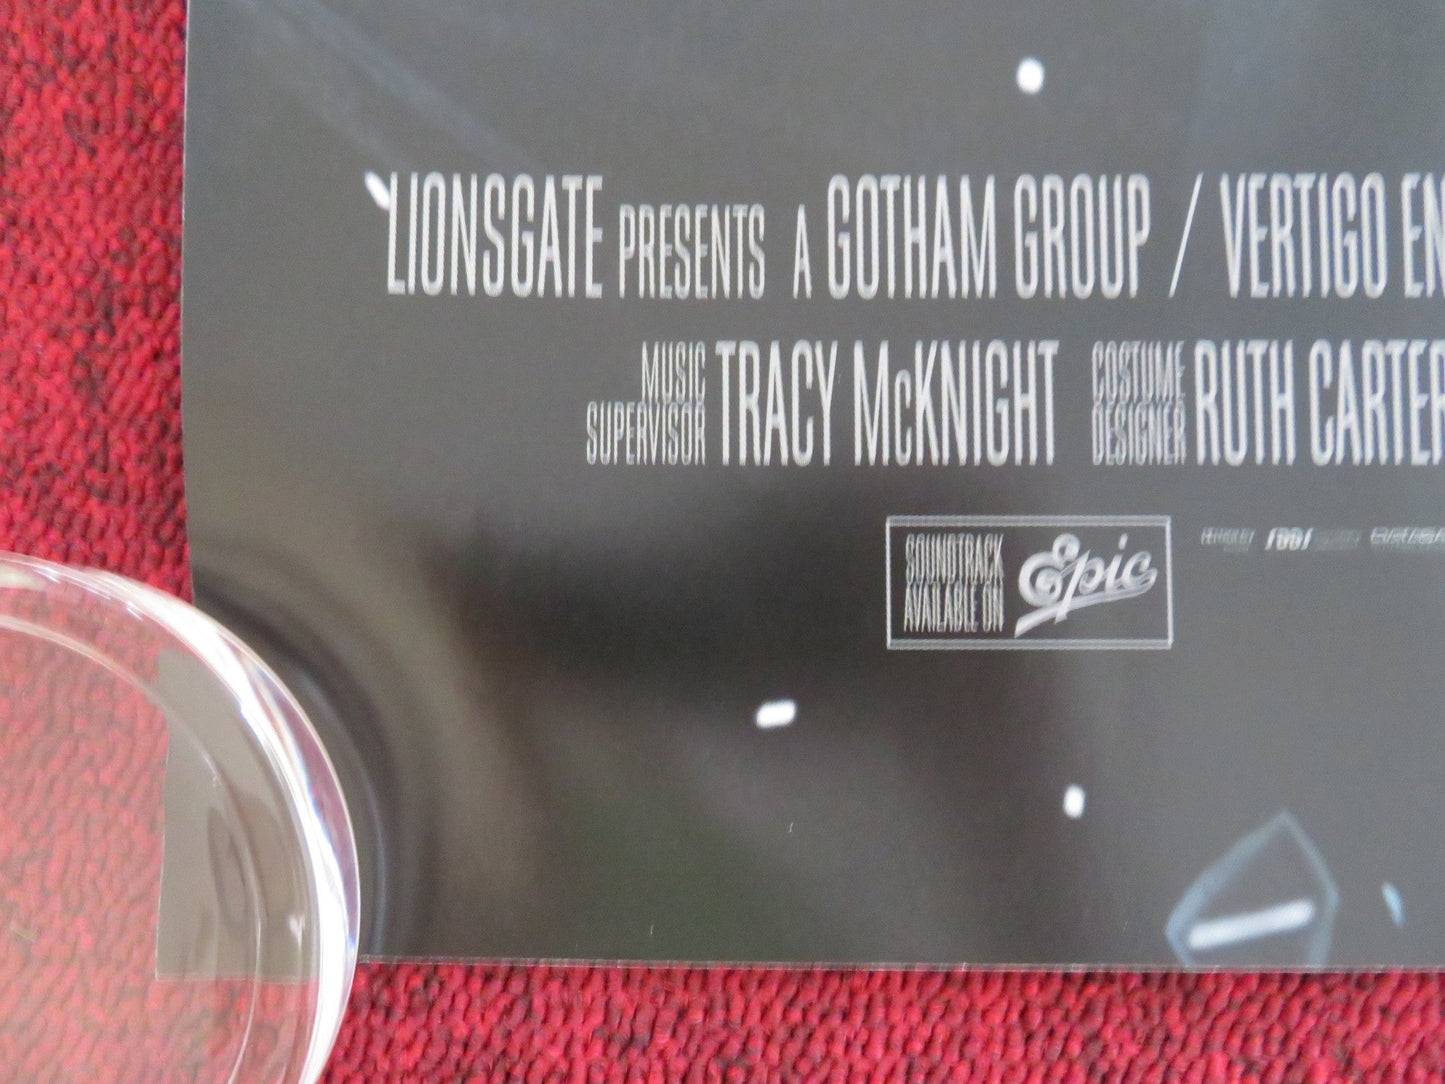 LIONSGATE PRESENTS A GOTHAM GROUP / VERTIGO EN
MUSIC SUPERVISOR TRACY McKNIGHT COSTUME DESIGNER RUTH CARTER
SOUNDTRACK
AVAILABLE ON Epic